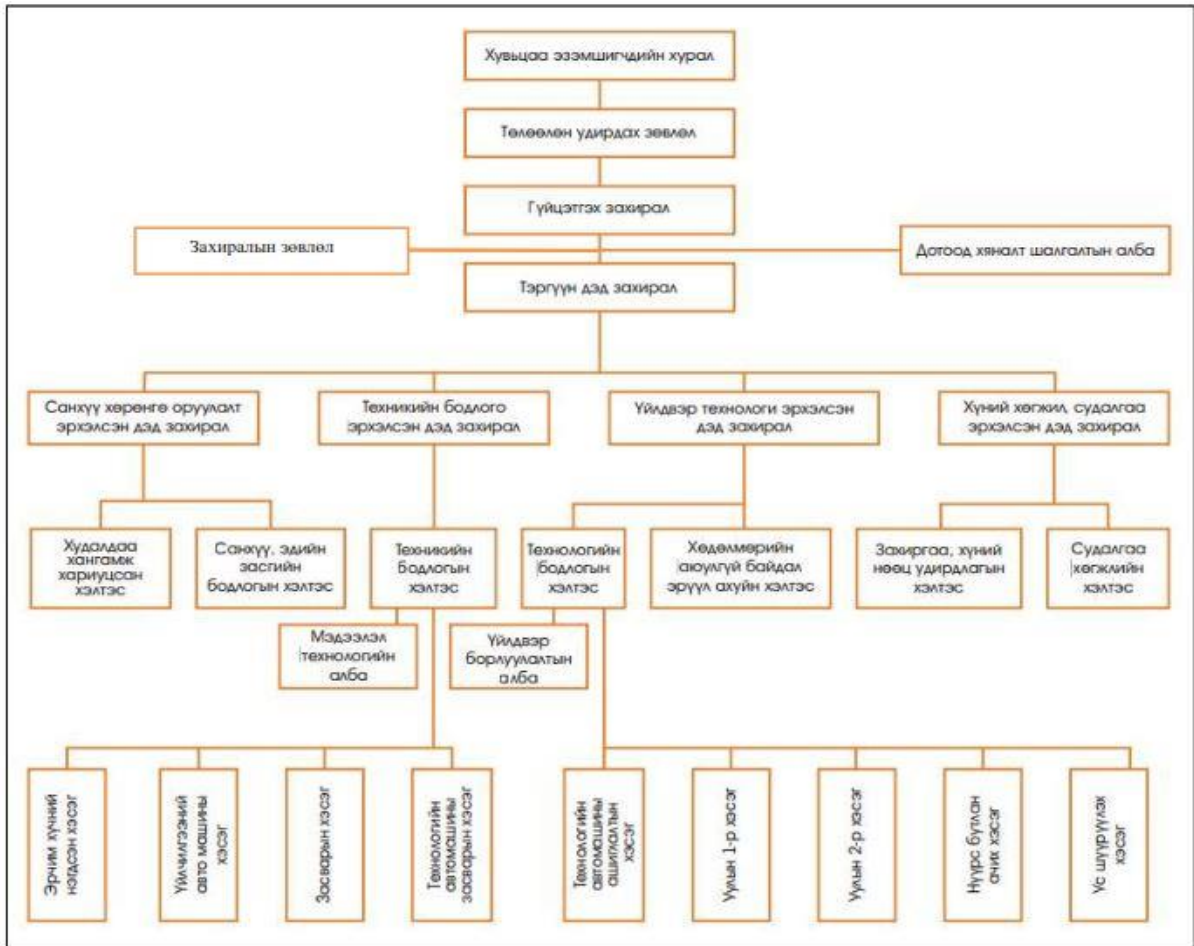 Хувьцаа эзэмшигчдийн хурал
Төлөөлөн удирдах зөвлөл
Гүйцэтгэх захирал
Захиралын зөвлөл
Дотоод хяналт шалгалтын алба
Тэргүүн дэд захирал
Санхүү хөрөнгө оруулалт
эрхэлсэн дэд захирал
Техникийн бодлого
эрхэлсэн дэд захирал
Үйлдвэр технологи эрхэлсэн
дэд захирал
Хүний хөгжил, судалгаа
эрхэлсэн дэд захирал
Худалдаа
хангамж
хариуцсан
хэлтэс
Санхүү, эдийн
засгийн
бодлогын хэлтэс
Техникийн
бодлогын
хэлтэс
Технологийн
бодлогын
хэлтэс
Хөдөлмөрийн
аюулгүй байдал
эрүүл ахуйн хэлтэс
Захиргаа, хүний
нөөц удирдлагын
хэлтэс
Судалгаа
хөгжлийн
хэлтэс
Мэдээлэл
технологийн
алба
Үйлдвэр
борлуулалтын
алба
Эрчим хүчний
нэгдсэн хэсэг
Үйлчилгээний
авто машины
хэсэг
Засварын хэсэг
Технологийн
автомашины
засварын хэсэг
Технологийн
автомашины
ашиглалтын
хэсэг
Уулын 1-р хэсэг
Уулын 2-р хэсэг
Нүүрс бутлан
ачих хэсэг
Ус шүүрүүлэх
хэсэг